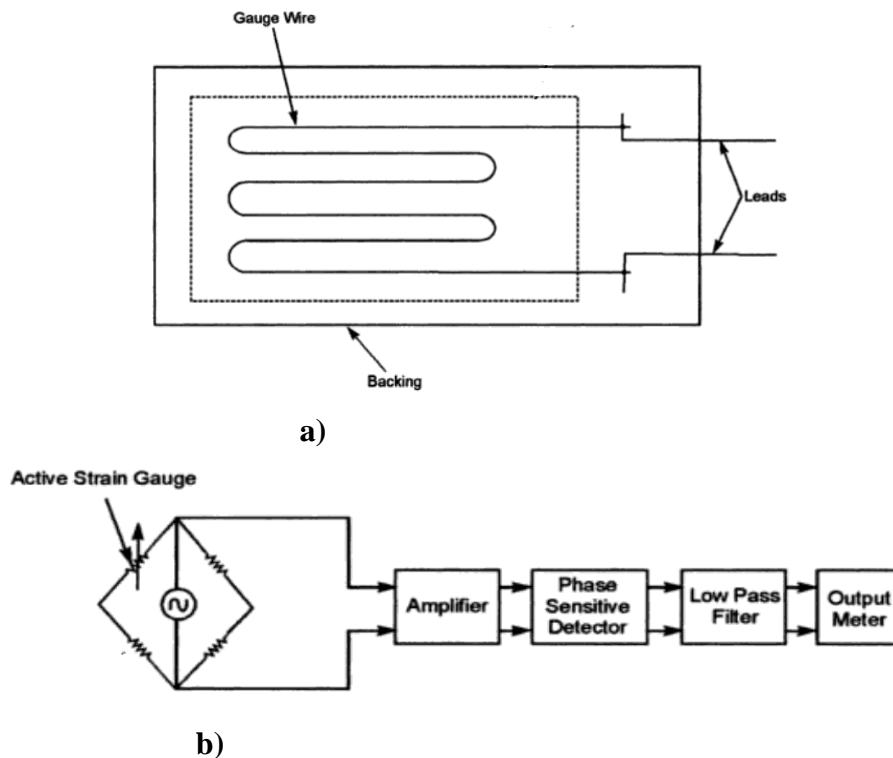 Gauge Wire
Leads
Backing
a)
Active Strain Gauge
Amplifier
Phase
Sensitive
Detector
Low Pass
Filter
Output
Meter
b)